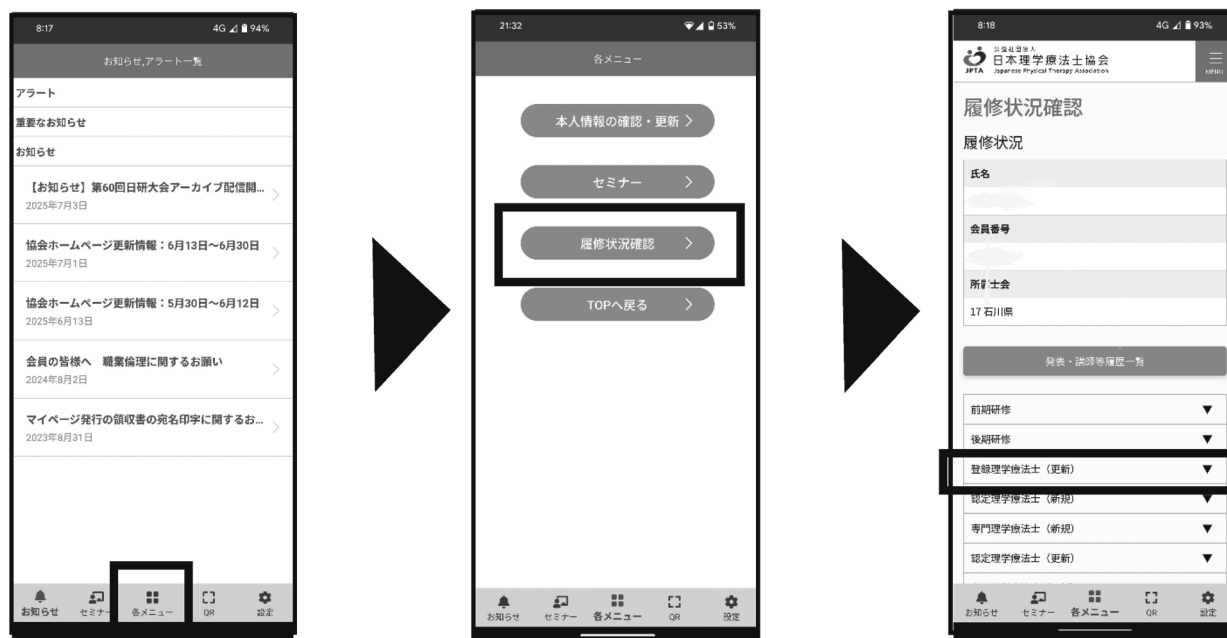 8:17
4G 94%
お知らせ,アラート一覧
アラート
重要なお知らせ
お知らせ
【お知らせ】第60回日研大会アーカイブ配信開...
2025年7月3日
協会ホームページ更新情報：6月13日～6月30日
2025年7月1日
協会ホームページ更新情報：5月30日～6月12日
2025年6月13日
会員の皆様へ　職業倫理に関するお願い
2024年8月2日
マイページ発行の領収書の宛名印字に関するお...
2023年8月31日
お知らせ
セミナー
各メニュー
QR
設定
21:32
53%
各メニュー
本人情報の確認・更新
セミナー
履修状況確認
TOPへ戻る
お知らせ
セミナー
各メニュー
QR
設定
8:18
4G 93%
JPTA
公益社団法人
日本理学療法士協会
Japanese Physical Therapy Association
MENU
履修状況確認
履修状況
氏名
会員番号
所属士会
17 石川県
発表・講師等履歴一覧
前期研修
後期研修
登録理学療法士（更新）
認定理学療法士（新規）
専門理学療法士（新規）
認定理学療法士（更新）
お知らせ
セミナー
各メニュー
QR
設定